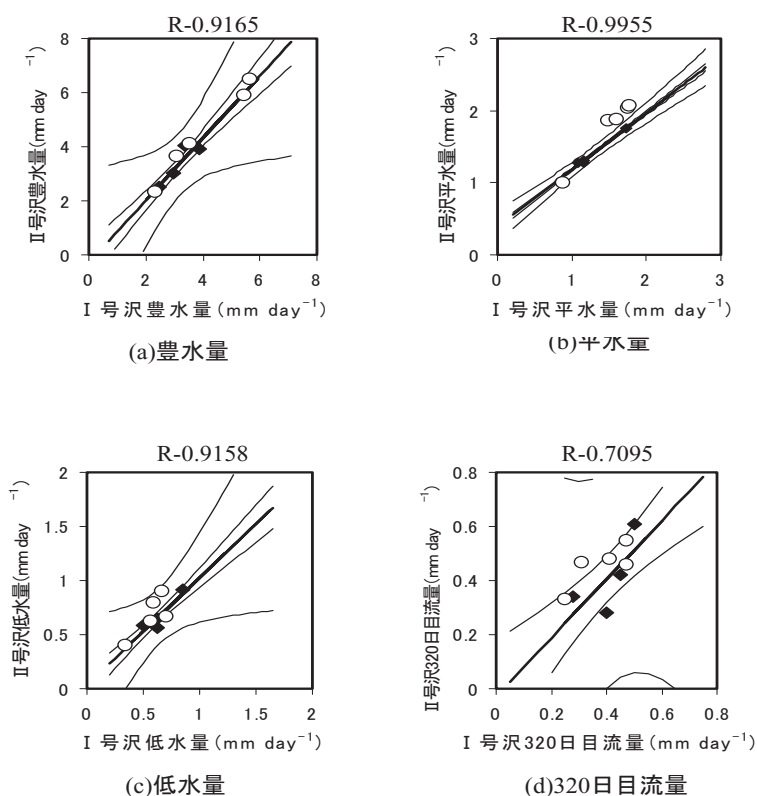 R-0.9165
8
6
4
2
0
0 2 4 6 8
Ⅱ号沢豊水量(mm day⁻¹)
Ⅰ号沢豊水量(mm day⁻¹)
(a)豊水量
R-0.9955
3
2
1
0
0 1 2 3
Ⅱ号沢平水量(mm day⁻¹)
Ⅰ号沢平水量(mm day⁻¹)
(b)平水量
R-0.9158
2
1.5
1
0.5
0
0 0.5 1 1.5 2
Ⅱ号沢低水量(mm day⁻¹)
Ⅰ号沢低水量(mm day⁻¹)
(c)低水量
R-0.7095
0.8
0.6
0.4
0.2
0
0 0.2 0.4 0.6 0.8
Ⅱ号沢320日目流量(mm day⁻¹)
Ⅰ号沢320日目流量(mm day⁻¹)
(d)320日目流量